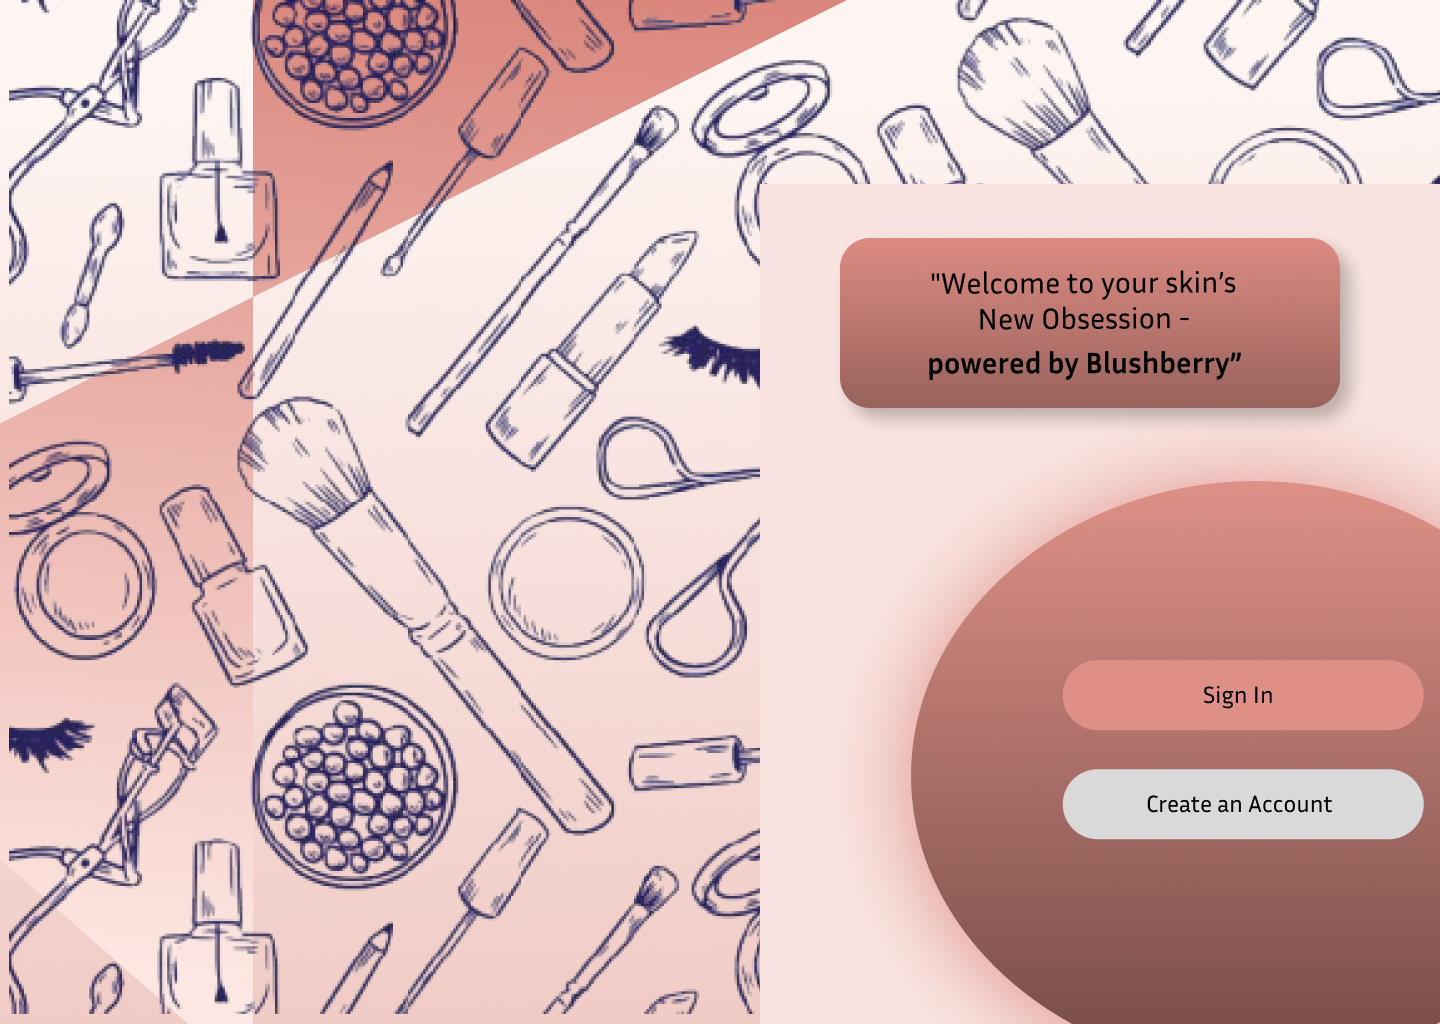 "Welcome to your skin’s
New Obsession -
powered by Blushberry”
Sign In
Create an Account